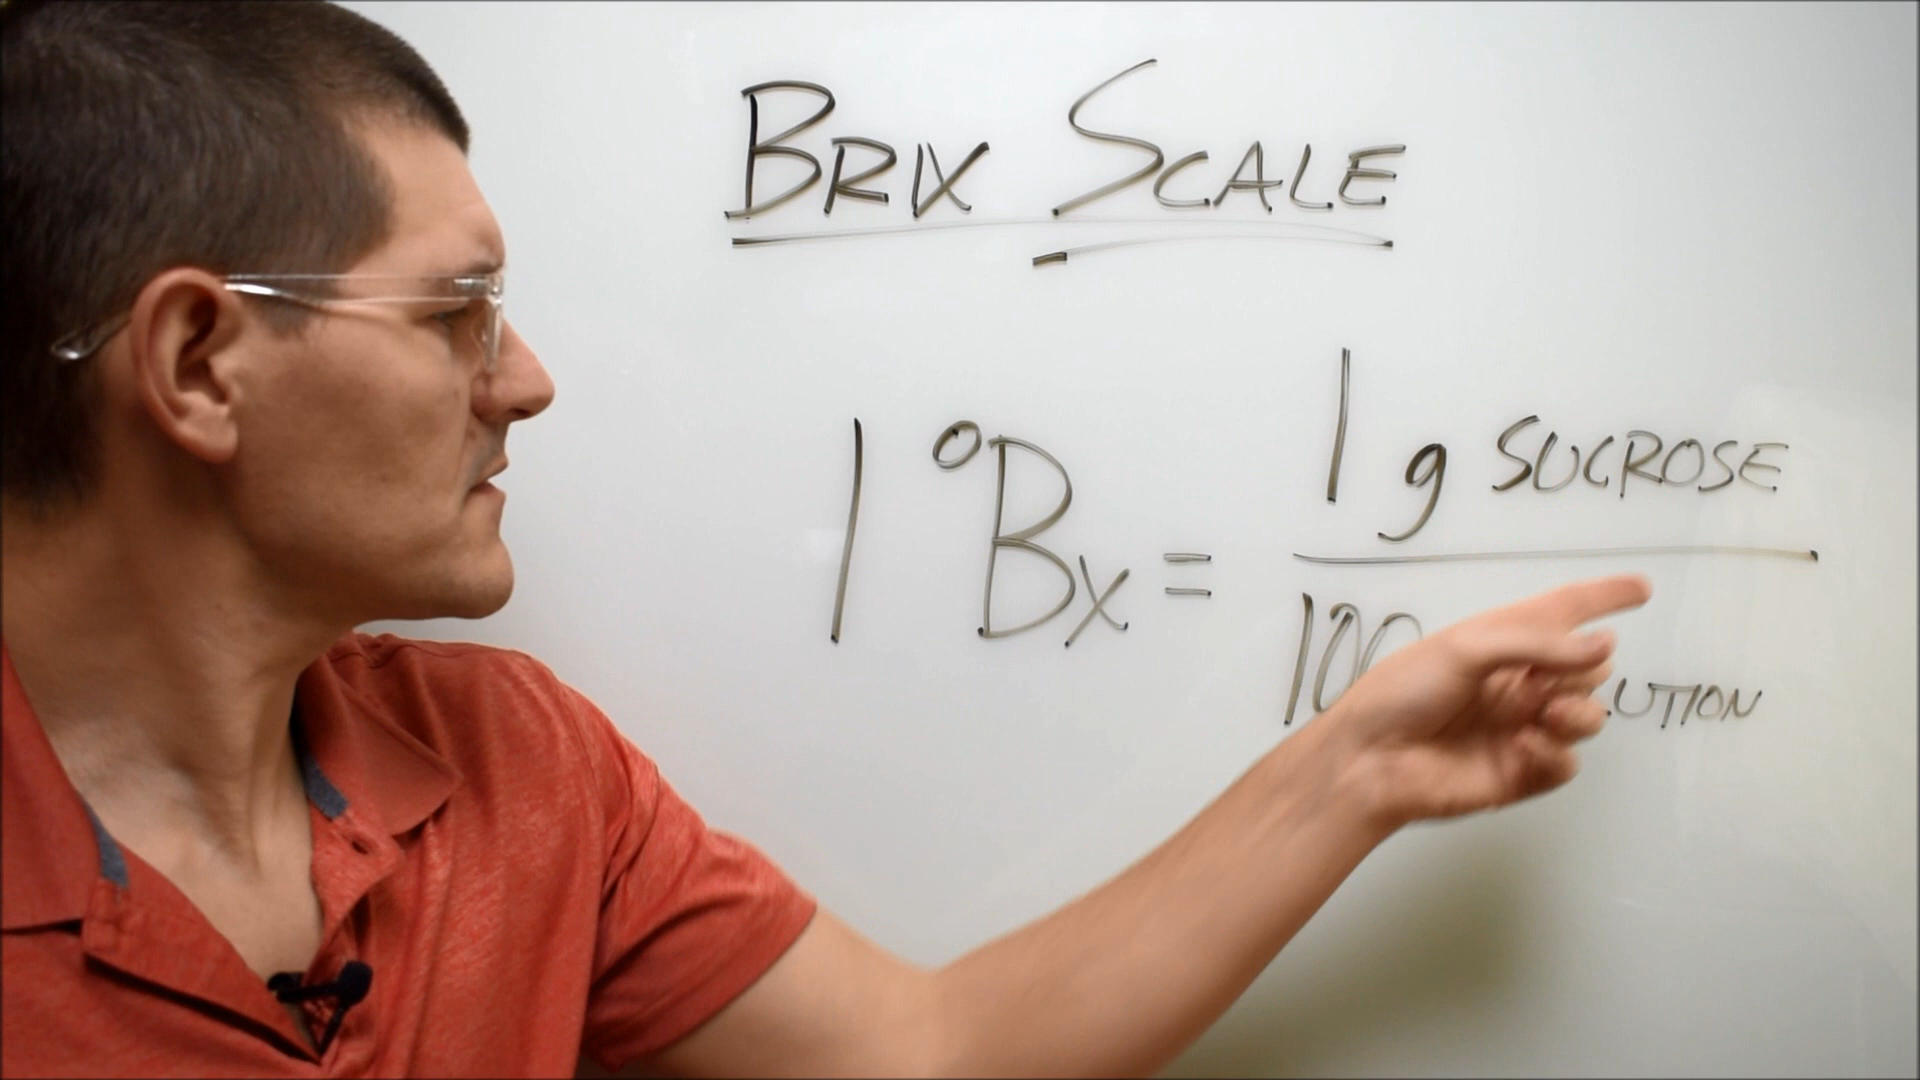 BRIX SCALE
1 °Bx = 1 g SUCROSE
100